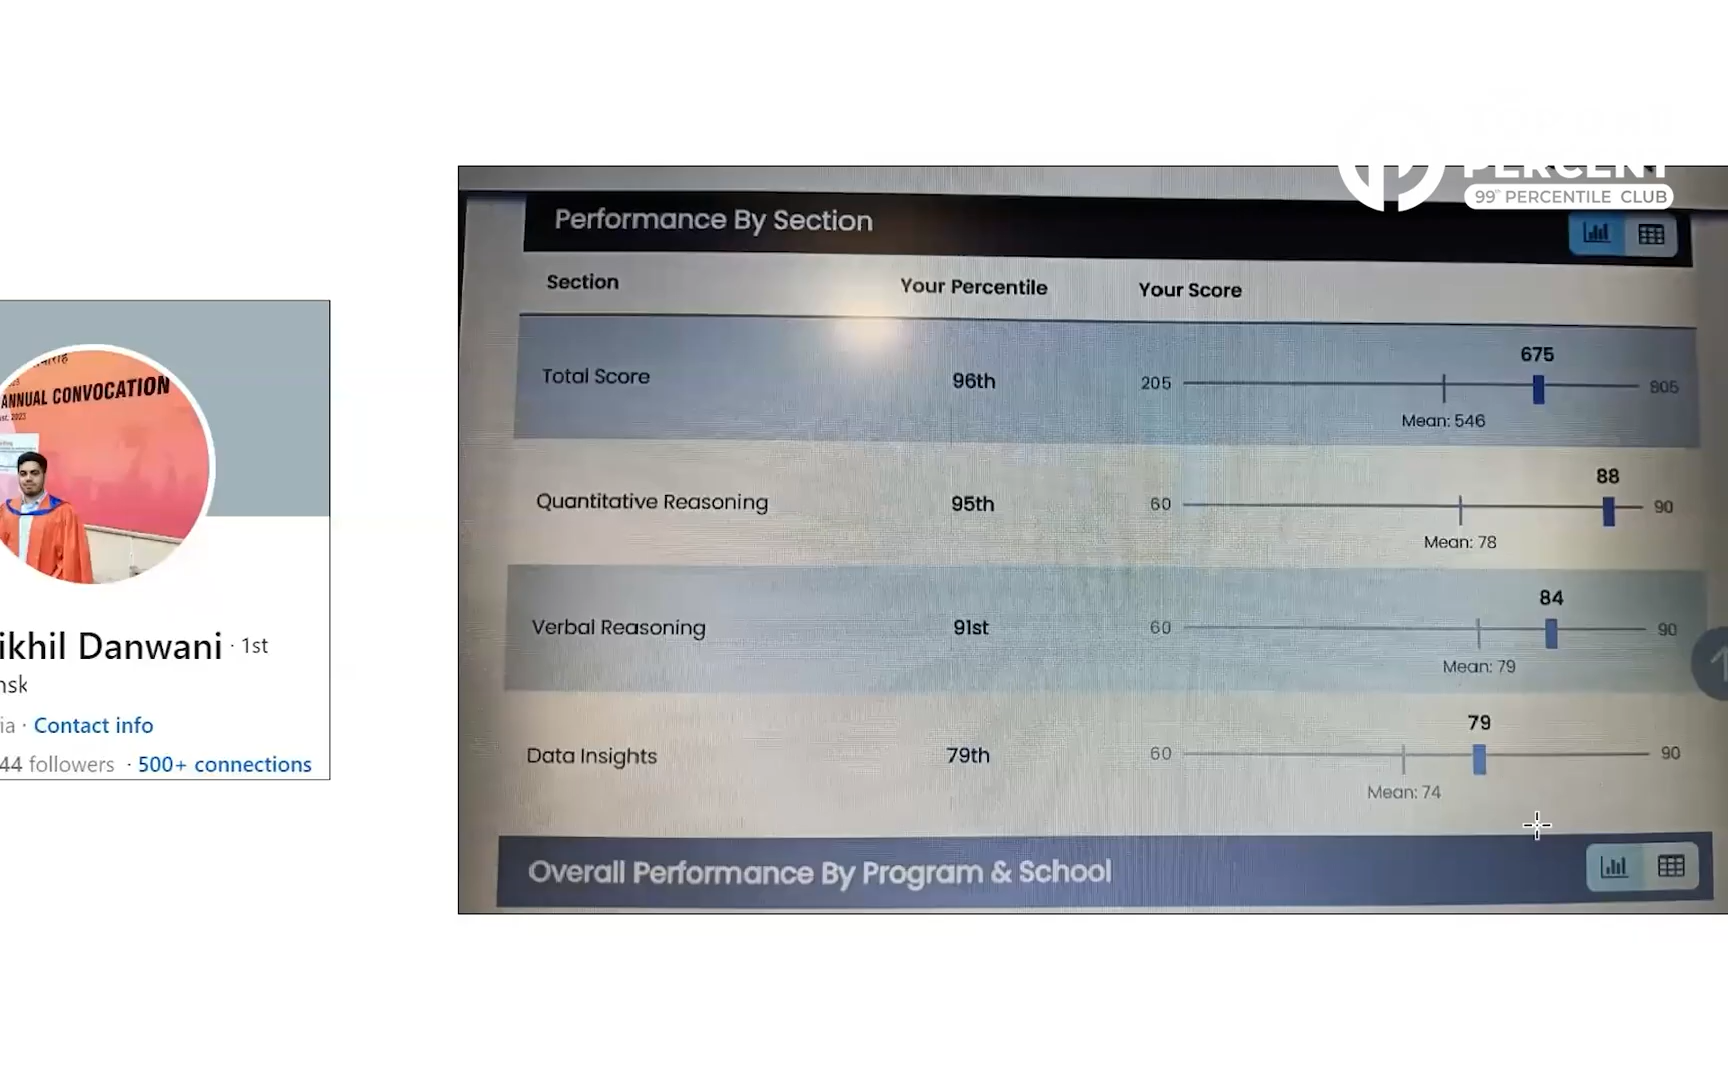 PERCENT
99th PERCENTILE CLUB
Performance By Section
Section Your Percentile Your Score
Total Score 96th 205 675 805
Mean: 546
Quantitative Reasoning 95th 60 88 90
Mean: 78
Verbal Reasoning 91st 60 84 90
Mean: 79
Data Insights 79th 60 79 90
Mean: 74
Overall Performance By Program & School
ANNUAL CONVOCATION
ikhil Danwani · 1st
nsk
ia · Contact info
44 followers · 500+ connections